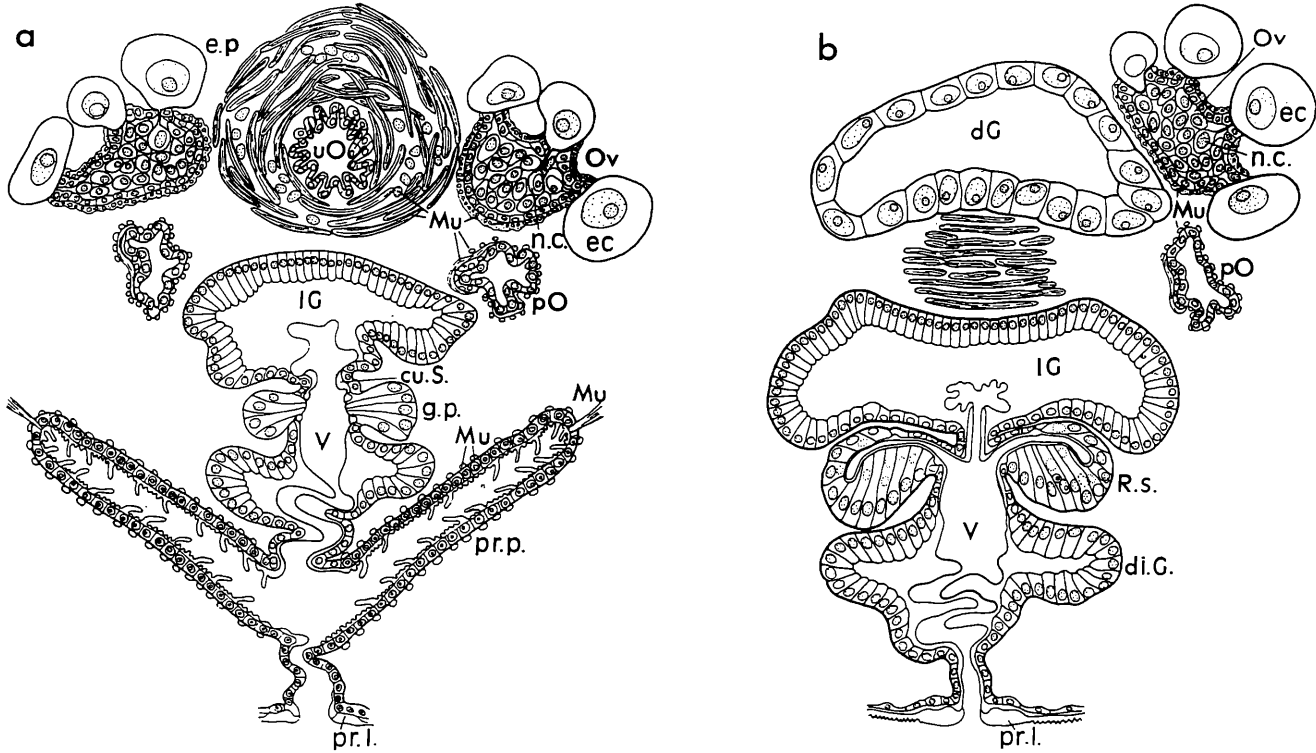 a
e.p
uO
Ov
Mu
n.c.
ec
pO
lG
cu.S.
g.p.
V
Mu
Mu
pr.p.
pr.l.
b
Ov
dG
ec
n.c.
Mu
pO
lG
R.s.
V
di.G.
pr.l.